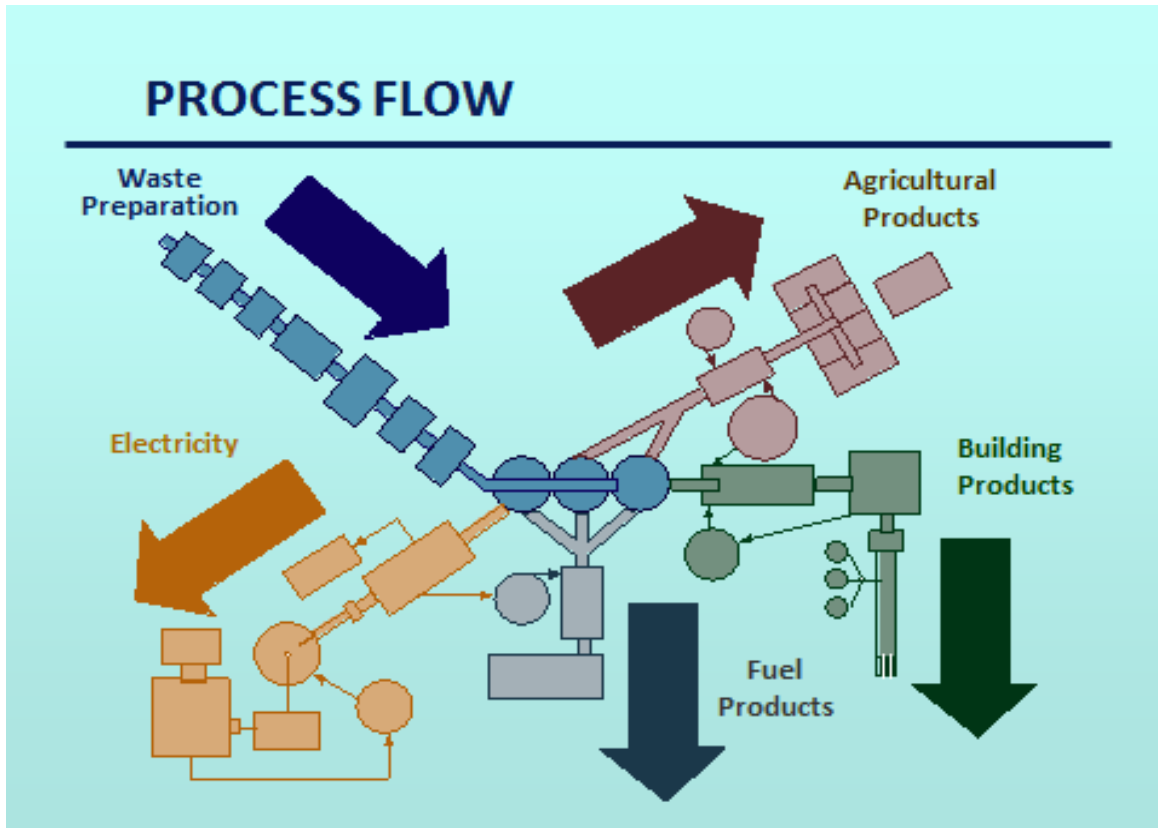 PROCESS FLOW
Waste
Preparation
Agricultural
Products
Electricity
Building
Products
Fuel
Products